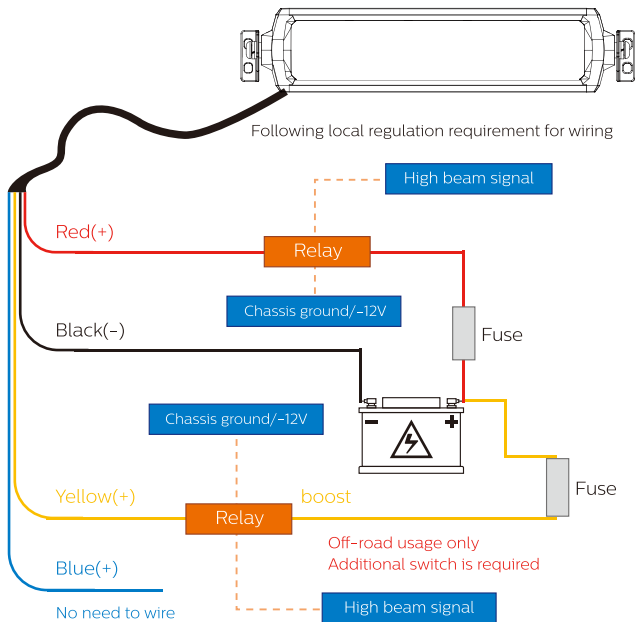 Following local regulation requirement for wiring
High beam signal
Red(+)
Relay
Chassis ground/-12V
Black(-)
Fuse
Chassis ground/-12V
- +
Yellow(+)
boost
Relay
Fuse
Off-road usage only
Additional switch is required
Blue(+)
No need to wire
High beam signal